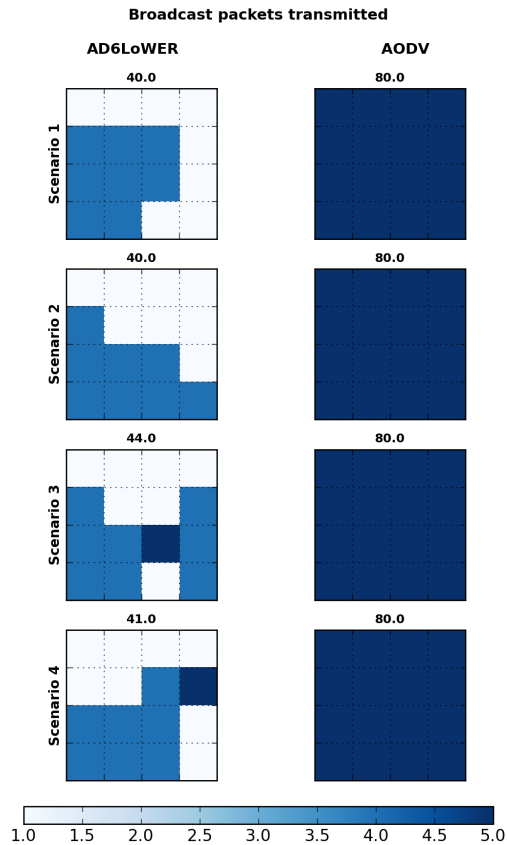 Broadcast packets transmitted
AD6LoWER AODV
40.0 80.0
Scenario 1
40.0 80.0
Scenario 2
44.0 80.0
Scenario 3
41.0 80.0
Scenario 4
1.0 1.5 2.0 2.5 3.0 3.5 4.0 4.5 5.0